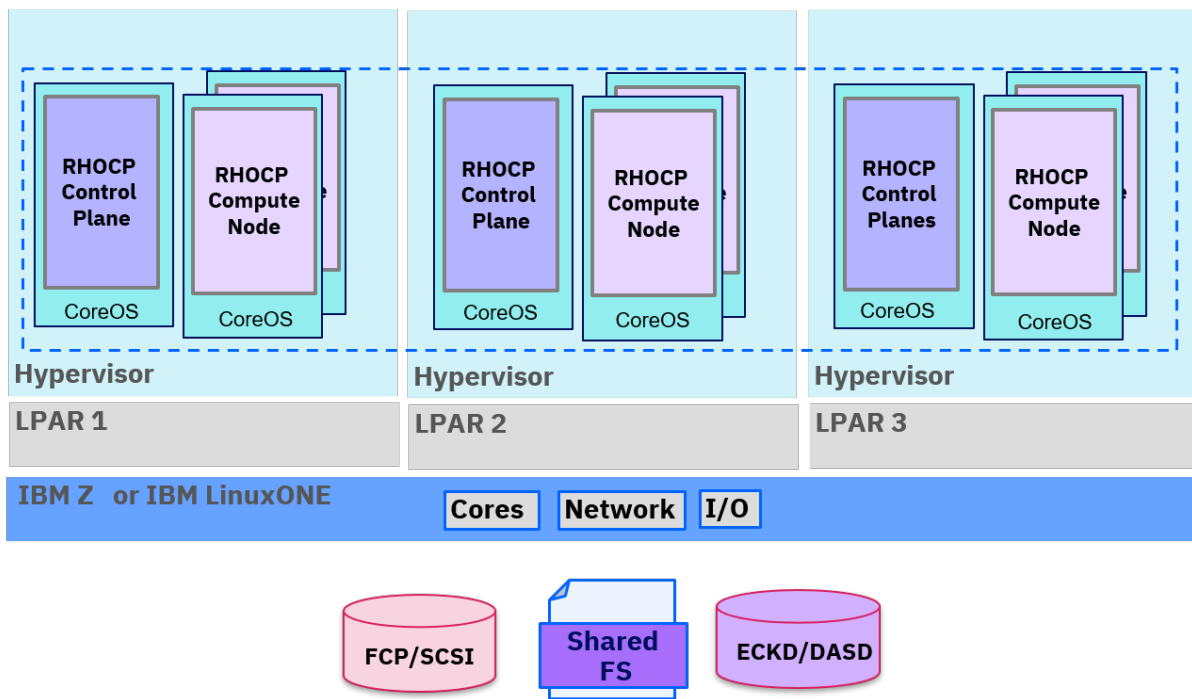 RHOCP
Control
Plane
CoreOS
RHOCP
Compute
Node
CoreOS
RHOCP
Control
Plane
CoreOS
RHOCP
Compute
Node
CoreOS
RHOCP
Control
Planes
CoreOS
RHOCP
Compute
Node
CoreOS
Hypervisor
Hypervisor
Hypervisor
LPAR 1
LPAR 2
LPAR 3
IBM Z or IBM LinuxONE
Cores
Network
I/O
FCP/SCSI
Shared
FS
ECKD/DASD